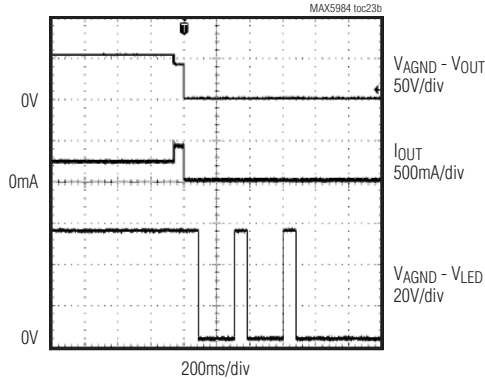 MAX5984 toc23b
T
VAGND - VOUT
50V/div
0V
IOUT
500mA/div
0mA
VAGND - VLED
20V/div
0V
200ms/div